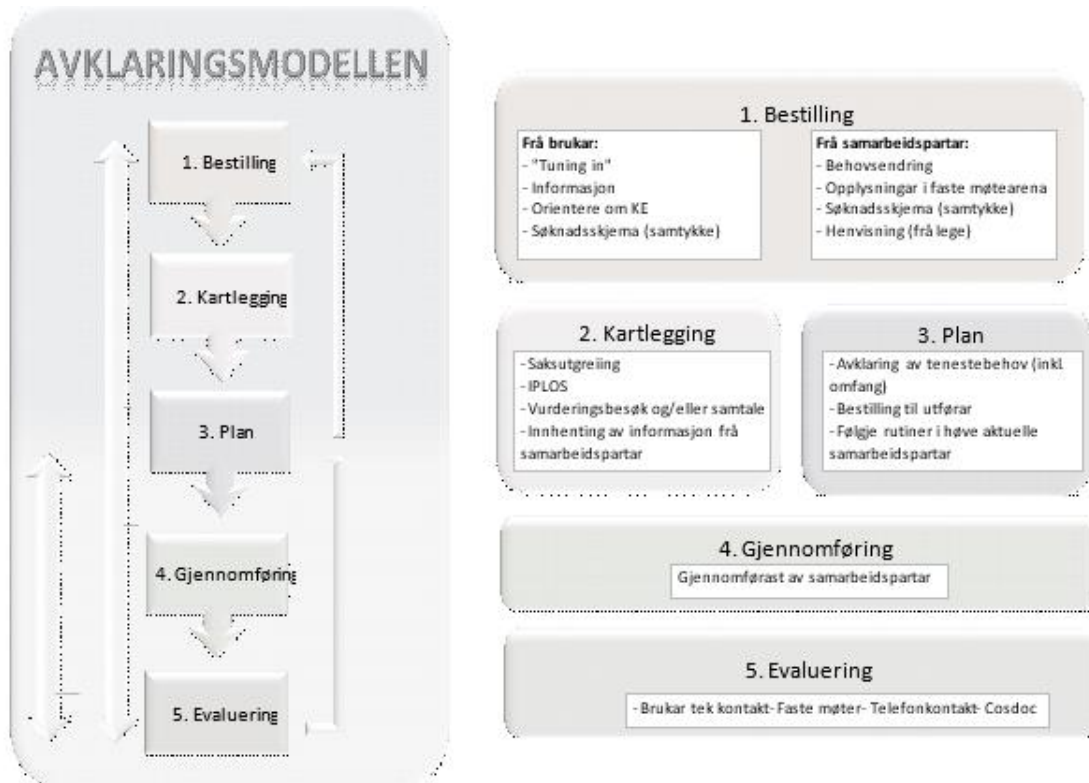 AVKLARINGSMODELLEN
1. Bestilling
2. Kartlegging
3. Plan
4. Gjennomføring
5. Evaluering
1. Bestilling
Frå brukar:
- "Tuning in"
- Informasjon
- Orientere om KE
- Søknadsskjema (samtykke)
Frå samarbeidspartar:
- Behovsendring
- Opplysningar i faste møtearena
- Søknadsskjema (samtykke)
- Henvisning (frå lege)
2. Kartlegging
- Saksutgreiing
- IPLOS
- Vurderingsbesøk og/eller samtale
- Innhenting av informasjon frå
samarbeidspartar
3. Plan
- Avklaring av tenestebehov (inkl.
omfang)
- Bestilling til utførar
- Følgje rutiner i høve aktuelle
samarbeidspartar
4. Gjennomføring
Gjennomførast av samarbeidspartar
5. Evaluering
- Brukar tek kontakt- Faste møter- Telefonkontakt- Cosdoc